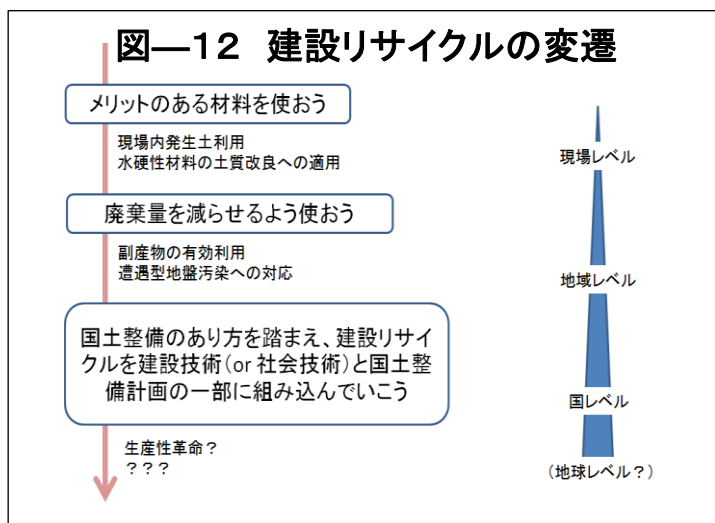 図―12 建設リサイクルの変遷
メリットのある材料を使おう
現場内発生土利用
水硬性材料の土質改良への適用
廃棄量を減らせるよう使おう
副産物の有効利用
遭遇型地盤汚染への対応
国土整備のあり方を踏まえ、建設リサイ
クルを建設技術(or 社会技術)と国土整
備計画の一部に組み込んでいこう
生産性革命?
???
現場レベル
地域レベル
国レベル
(地球レベル?)